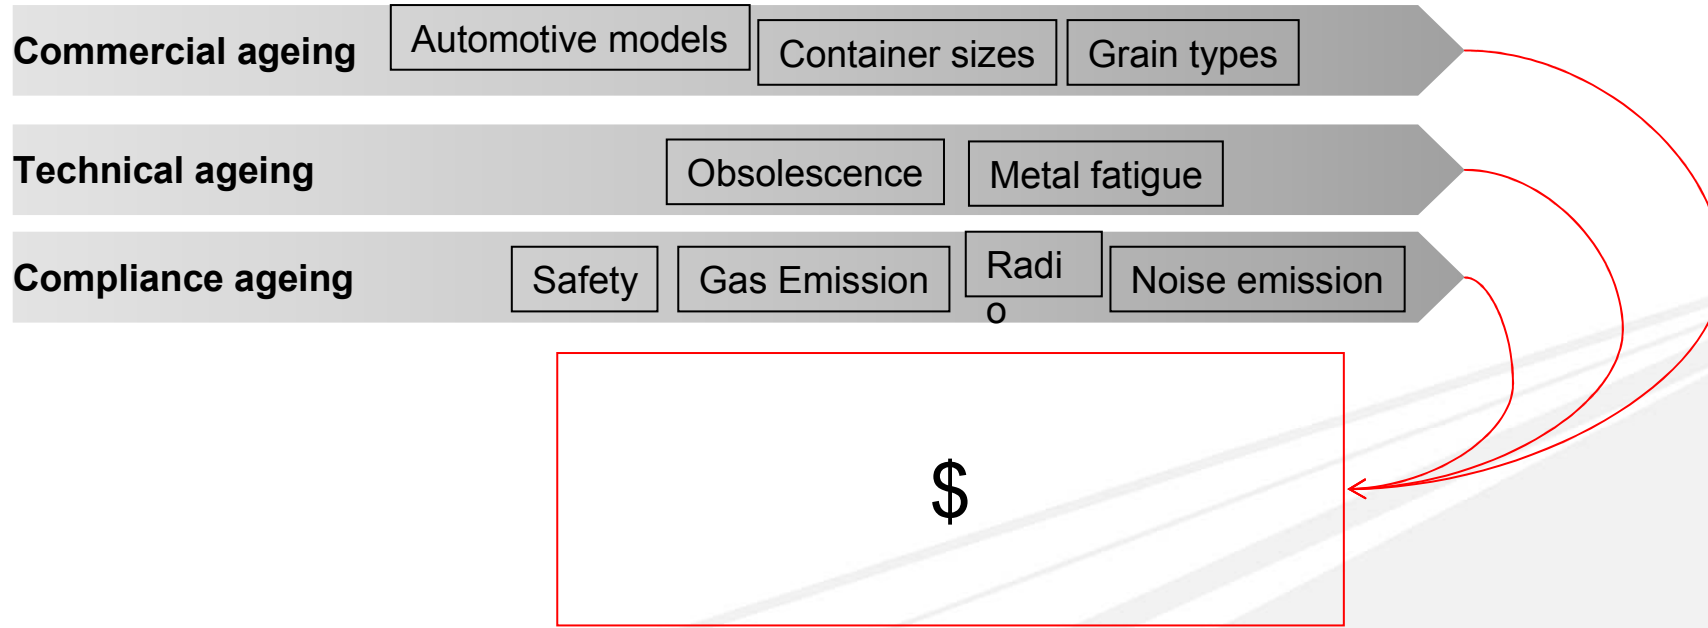 Commercial ageing
Automotive models
Container sizes
Grain types
Technical ageing
Obsolescence
Metal fatigue
Compliance ageing
Safety
Gas Emission
Radi
o
Noise emission
$